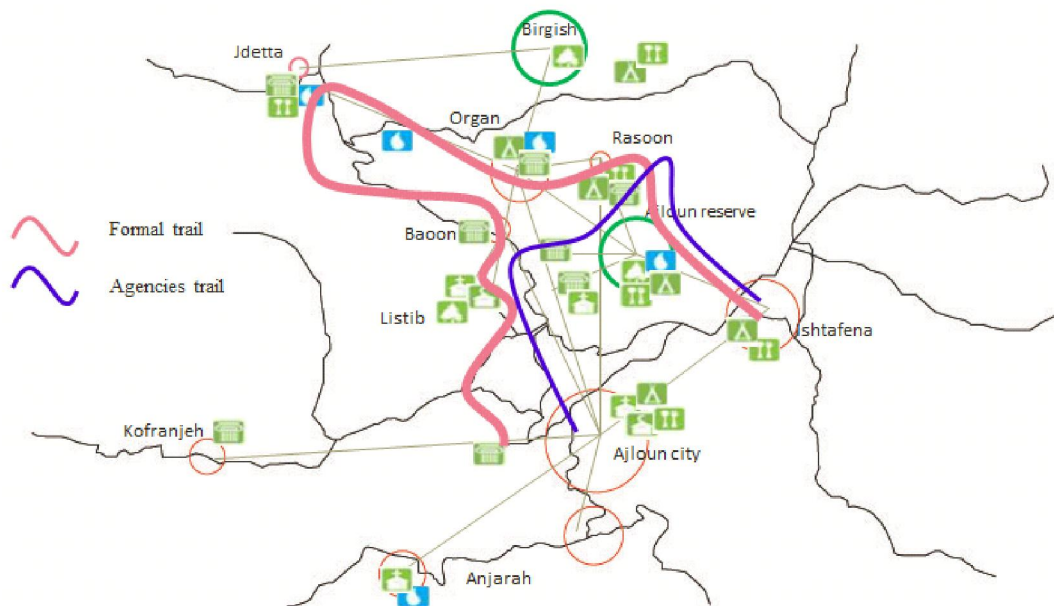 Birgish
Jdetta
Organ
Rasoon
Ajloun reserve
Formal trail
Baoon
Agencies trail
Listib
Ishtafena
Kofranjeh
Ajloun city
Anjarah